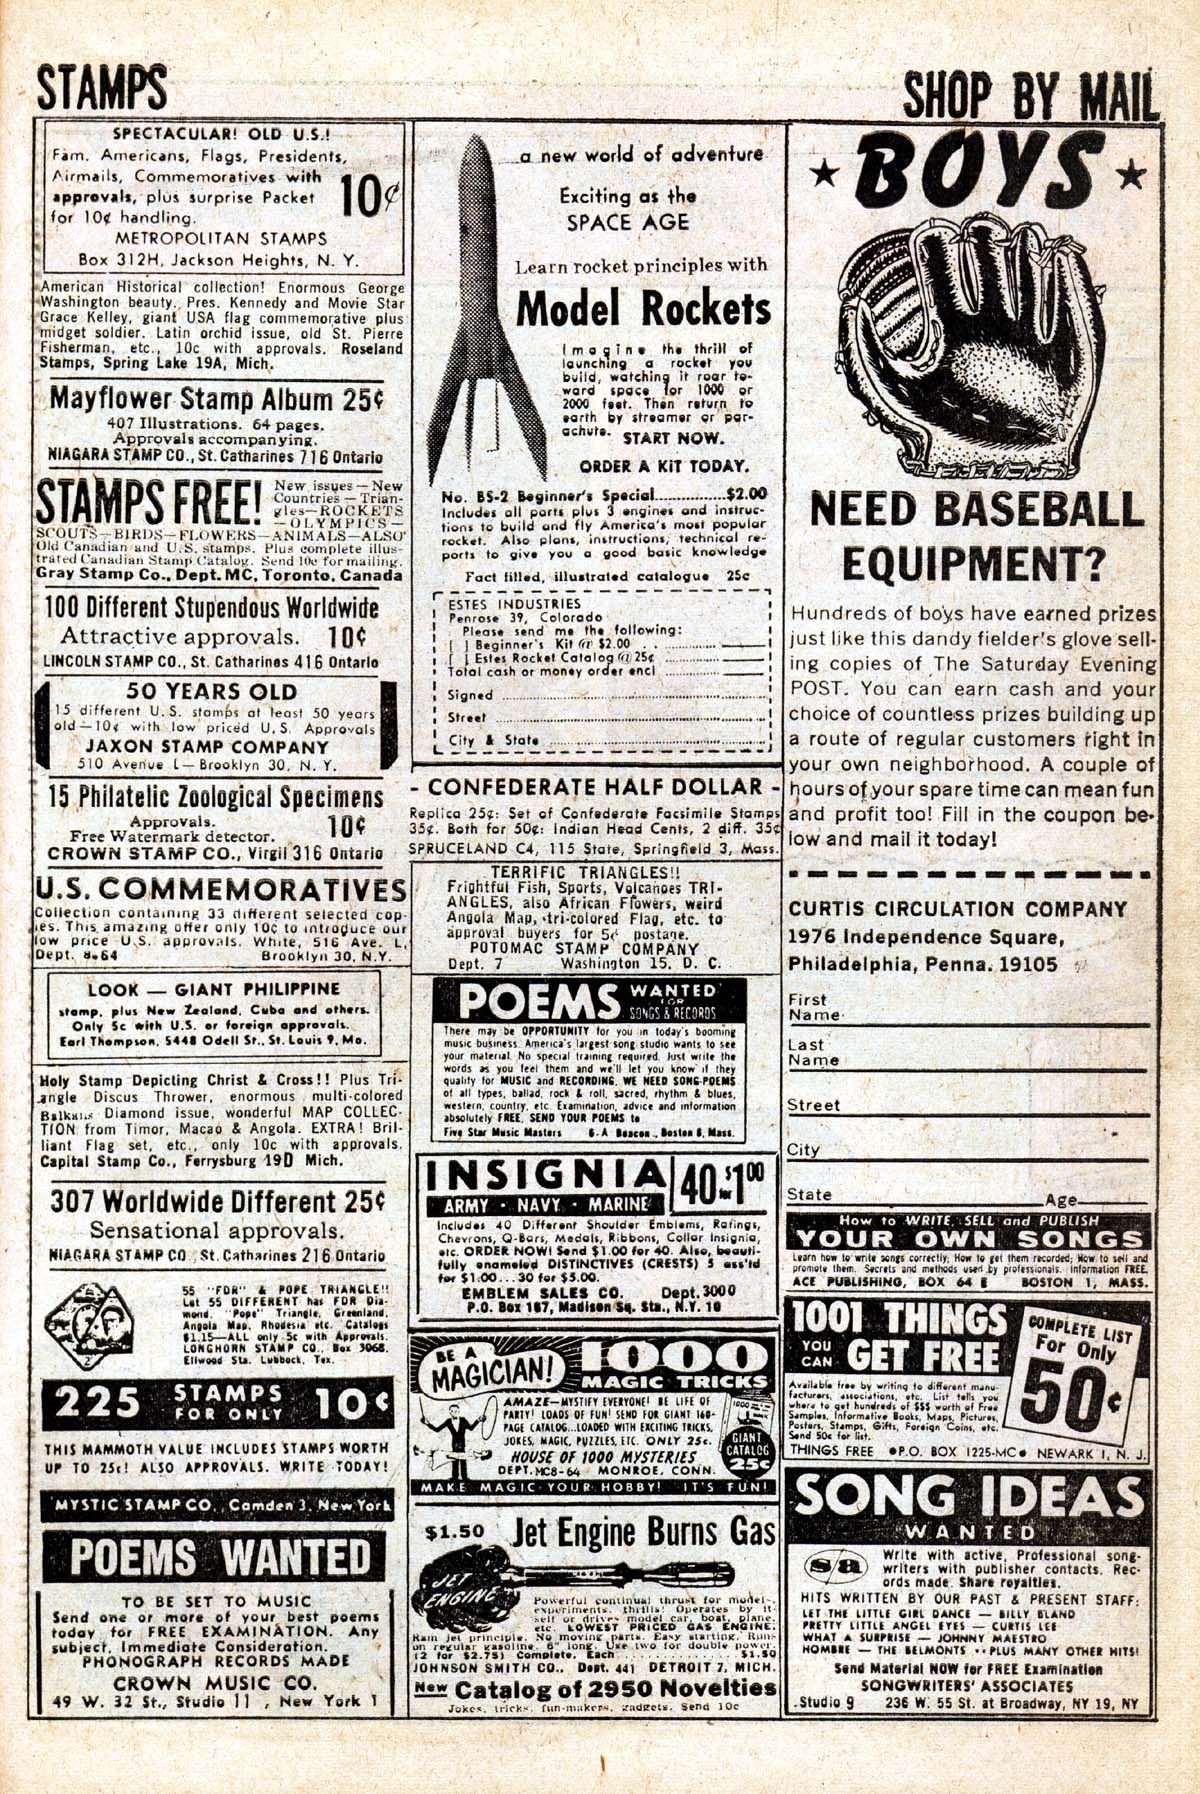 STAMPS
SHOP BY MAIL
SPECTACULAR! OLD U.S.!
Fam. Americans, Flags, Presidents,
Airmails, Commemoratives with
approvals, plus surprise Packet
for 10¢ handling.
10¢
METROPOLITAN STAMPS
Box 312H, Jackson Heights, N. Y.
American Historical collection! Enormous George
Washington beauty. Pres. Kennedy and Movie Star
Grace Kelley, giant USA flag commemorative plus
midget soldier. Latin orchid issue, old St. Pierre
Fisherman, etc., 10c with approvals. Roseland
Stamps, Spring Lake 19A, Mich.
Mayflower Stamp Album 25¢
407 Illustrations. 64 pages.
Approvals accompanying.
NIAGARA STAMP CO., St. Catharines 716 Ontario
STAMPS FREE!
New issues—New
Countries—Trian-
gles—ROCKETS
—OLYMPICS—
SCOUTS—BIRDS—FLOWERS—ANIMALS—ALSO
Old Canadian and U.S. stamps. Plus complete illus-
trated Canadian Stamp Catalog. Send 10c for mailing.
Gray Stamp Co., Dept. MC, Toronto, Canada
100 Different Stupendous Worldwide
Attractive approvals. 10¢
LINCOLN STAMP CO., St. Catharines 416 Ontario
50 YEARS OLD
15 different U.S. stamps at least 50 years
old—10¢ with low priced U.S. Approvals
JAXON STAMP COMPANY
510 Avenue L—Brooklyn 30, N. Y.
15 Philatelic Zoological Specimens
Approvals.
Free Watermark detector. 10¢
CROWN STAMP CO., Virgil 316 Ontario
U.S. COMMEMORATIVES
Collection containing 33 different selected cop-
ies. This amazing offer only 10c to introduce our
low price U.S. approvals. White, 516 Ave. L,
Dept. 8-64 Brooklyn 30, N.Y.
LOOK — GIANT PHILIPPINE
stamp, plus New Zealand, Cuba and others.
Only 5c with U.S. or foreign approvals.
Earl Thompson, 5448 Odell St., St. Louis 9, Mo.
Holy Stamp Depicting Christ & Cross!! Plus Tri-
angle Discus Thrower, enormous multi-colored
Balkans Diamond issue, wonderful MAP COLLEC-
TION from Timor, Macao & Angola. EXTRA! Bril-
liant Flag set, etc., only 10c with approvals.
Capital Stamp Co., Ferrysburg 19D Mich.
307 Worldwide Different 25¢
Sensational approvals.
NIAGARA STAMP CO St. Catharines 216 Ontario
55 "FDR" & POPE TRIANGLE!!
Lot 55 DIFFERENT has FDR Dia-
mond, "Pope" Triangle, Greenland,
Angola Map, Rhodesia etc. Catalogs
$1.15—ALL only 5c with Approvals.
LONGHORN STAMP CO., Box 3068.
Ellwood Sta. Lubbock, Tex.
225 STAMPS FOR ONLY 10¢
THIS MAMMOTH VALUE INCLUDES STAMPS WORTH
UP TO 25¢! ALSO APPROVALS. WRITE TODAY!
MYSTIC STAMP CO., Camden 3, New York
POEMS WANTED
TO BE SET TO MUSIC
Send one or more of your best poems
today for FREE EXAMINATION. Any
subject. Immediate Consideration.
PHONOGRAPH RECORDS MADE
CROWN MUSIC CO.
49 W. 32 St., Studio 11, New York 1
a new world of adventure
Exciting as the
SPACE AGE
Learn rocket principles with
Model Rockets
Imagine the thrill of
launching a rocket you
build, watching it roar to-
ward space for 1000 or
2000 feet. Then return to
earth by streamer or par-
achute. START NOW.
ORDER A KIT TODAY.
No. BS-2 Beginner's Special..............$2.00
Includes all parts plus 3 engines and instruc-
tions to build and fly America's most popular
rocket. Also plans, instructions, technical re-
ports to give you a good basic knowledge
Fact filled, illustrated catalogue 25c
ESTES INDUSTRIES
Penrose 39, Colorado
Please send me the following:
[ ] Beginner's Kit @ $2.00
[ ] Estes Rocket Catalog @ 25¢
Total cash or money order encl
Signed
Street
City & State
- CONFEDERATE HALF DOLLAR -
Replica 25¢: Set of Confederate Facsimile Stamps
35¢. Both for 50¢: Indian Head Cents, 2 diff. 35¢
SPRUCELAND C4, 115 State, Springfield 3, Mass.
TERRIFIC TRIANGLES!!
Frightful Fish, Sports, Volcanoes TRI-
ANGLES, also African Flowers, weird
Angola Map, tri-colored Flag, etc. to
approval buyers for 5¢ postage.
POTOMAC STAMP COMPANY
Dept. 7 Washington 15, D. C.
POEMS WANTED FOR SONGS & RECORDS
There may be OPPORTUNITY for you in today's booming
music business. America's largest song studio wants to see
your material. No special training required. Just write the
words as you feel them and we'll let you know if they
quality for MUSIC and RECORDING. WE NEED SONG-POEMS
of all types, ballad, rock & roll, sacred, rhythm & blues,
western, country, etc. Examination, advice and information
absolutely FREE. SEND YOUR POEMS to
Five Star Music Masters 6-A Beacon., Boston 8, Mass.
INSIGNIA
ARMY · NAVY · MARINE
40 for $1.00
Includes 40 Different Shoulder Emblems, Ratings,
Chevrons, Q-Bars, Medals, Ribbons, Collar Insignia,
etc. ORDER NOW! Send $1.00 for 40. Also, beauti-
fully enameled DISTINCTIVES (CRESTS) 5 ass'td
for $1.00...30 for $5.00.
EMBLEM SALES CO. Dept. 3000
P.O. Box 187, Madison Sq. Sta., N.Y. 10
BE A
MAGICIAN!
1000
MAGIC TRICKS
AMAZE—MYSTIFY EVERYONE! BE LIFE OF
PARTY! LOADS OF FUN! SEND FOR GIANT 160-
PAGE CATALOG...LOADED WITH EXCITING TRICKS,
JOKES, MAGIC, PUZZLES, ETC. ONLY 25¢.
HOUSE OF 1000 MYSTERIES
DEPT. MC8-64 MONROE, CONN.
GIANT
CATALOG
25¢
MAKE MAGIC YOUR HOBBY! IT'S FUN!
$1.50 Jet Engine Burns Gas
JET
ENGINE
Powerful continual thrust for models,
experiments, thrills! Operates by it-
self or drives model car, boat, plane,
etc. LOWEST PRICED GAS ENGINE.
Ram Jet principle. No moving parts. Easy starting. Runs
on regular gasoline. 6" long. Use two for double power.
(2 for $2.75) Complete. Each ............ $1.50
JOHNSON SMITH CO., Dept. 441 DETROIT 7, MICH.
New Catalog of 2950 Novelties
Jokes, tricks, fun-makers, gadgets. Send 10c
BOYS
NEED BASEBALL
EQUIPMENT?
Hundreds of boys have earned prizes
just like this dandy fielder's glove sell-
ing copies of The Saturday Evening
POST. You can earn cash and your
choice of countless prizes building up
a route of regular customers right in
your own neighborhood. A couple of
hours of your spare time can mean fun
and profit too! Fill in the coupon be-
low and mail it today!
CURTIS CIRCULATION COMPANY
1976 Independence Square,
Philadelphia, Penna. 19105
First
Name
Last
Name
Street
City
State Age
How to WRITE, SELL and PUBLISH
YOUR OWN SONGS
Learn how to write songs correctly; How to get them recorded; How to sell and
promote them. Secrets and methods used by professionals. Information FREE.
ACE PUBLISHING, BOX 64 E BOSTON 1, MASS.
1001 THINGS
YOU CAN GET FREE
COMPLETE LIST
For Only
50¢
Available free by writing to different manu-
facturers, associations, etc. List tells you
where to get hundreds of $$$ worth of Free
Samples, Informative Books, Maps, Pictures,
Posters, Stamps, Gifts, Foreign Coins, etc.
Send 50c for list.
THINGS FREE •P.O. BOX 1225-MC• NEWARK 1, N. J.
SONG IDEAS
WANTED
s/a
Write with active, Professional song-
writers with publisher contacts. Rec-
ords made. Share royalties.
HITS WRITTEN BY OUR PAST & PRESENT STAFF:
LET THE LITTLE GIRL DANCE — BILLY BLAND
PRETTY LITTLE ANGEL EYES — CURTIS LEE
WHAT A SURPRISE — JOHNNY MAESTRO
HOMBRE — THE BELMONTS •• PLUS MANY OTHER HITS!
Send Material NOW for FREE Examination
SONGWRITERS' ASSOCIATES
Studio 9 236 W. 55 St. at Broadway, NY 19, NY